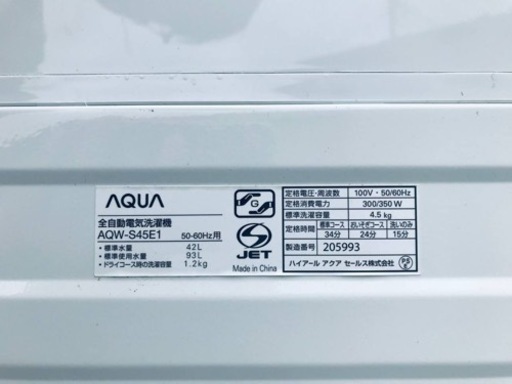 AQUA
全自動電気洗濯機
AQW-S45E1 50-60Hz用
・標準水量 42L
・標準使用水量 93L
・ドライコース時の洗濯容量 1.2kg
G
S
JET
Made in China
定格電圧・周波数 100V・50/60Hz
定格消費電力 300/350W
標準洗濯容量 4.5kg
定格時間 標準コース おいそぎコース 洗いのみ
34分 24分 15分
製造番号 205993
ハイアール アクア セールス株式会社
PS
E